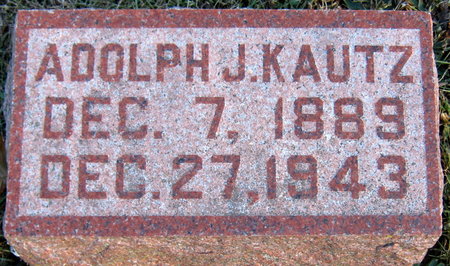 ADOLPH J. KAUTZ
DEC. 7, 1889
DEC. 27, 1943